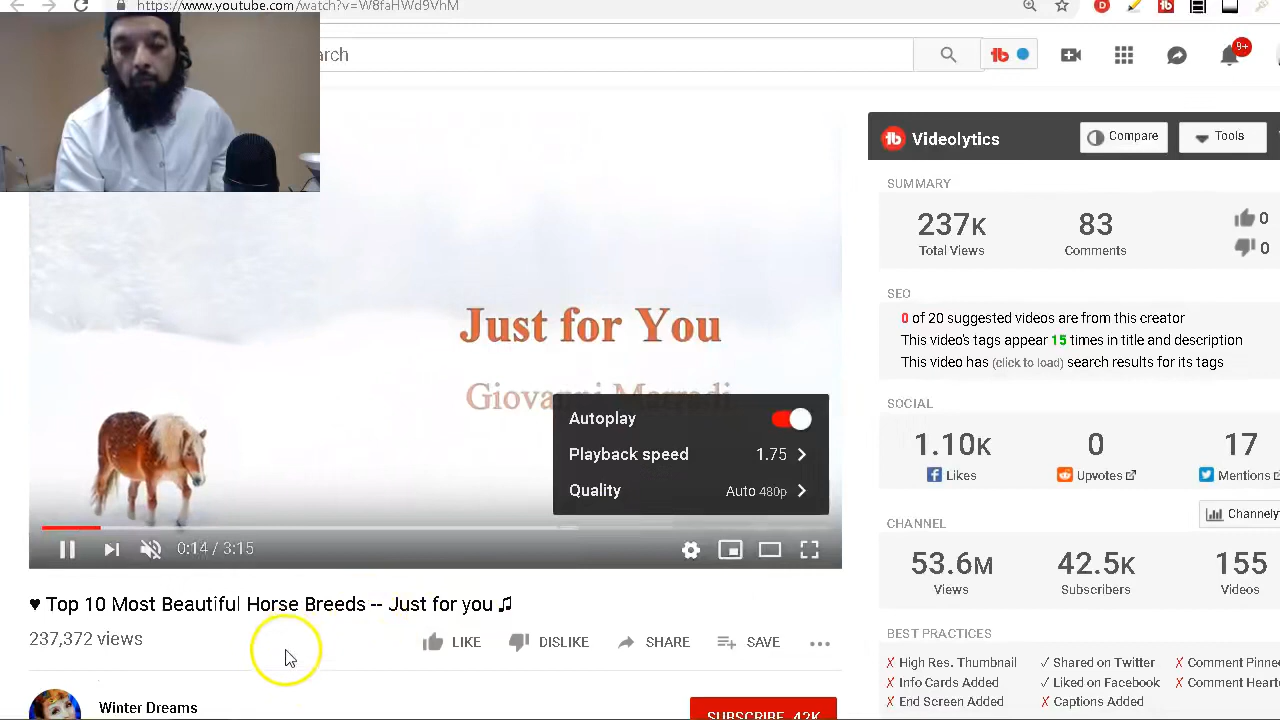 https://www.youtube.com/watch?v=W8faHWd9VhM
arch
9+
Videolytics
Compare
Tools
SUMMARY
237K
Total Views
83
Comments
0
0
SEO
0 of 20 suggested videos are from this creator
This video's tags appear 15 times in title and description
This video has (click to load) search results for its tags
SOCIAL
1.10K
Likes
0
Upvotes
17
Mentions
Channely
CHANNEL
53.6M
Views
42.5K
Subscribers
155
Videos
BEST PRACTICES
✗ High Res. Thumbnail
✓ Shared on Twitter
✗ Comment Pinne
✗ Info Cards Added
✓ Liked on Facebook
✗ Comment Hearte
✗ End Screen Added
✗ Captions Added
Just for You
Giovanni Marradi
Autoplay
Playback speed 1.75
Quality Auto 480p
0:14 / 3:15
♥ Top 10 Most Beautiful Horse Breeds -- Just for you ♫
237,372 views
LIKE DISLIKE SHARE SAVE
Winter Dreams
SUBSCRIBE 42K